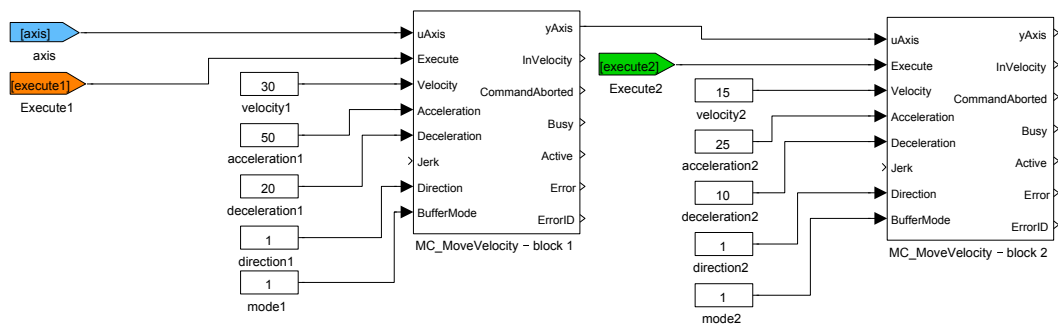 [axis]
axis
[execute1]
Execute1
30
velocity1
50
acceleration1
20
deceleration1
1
direction1
1
mode1
uAxis
Execute
Velocity
Acceleration
Deceleration
Jerk
Direction
BufferMode
yAxis
InVelocity
CommandAborted
Busy
Active
Error
ErrorID
MC_MoveVelocity − block 1
[execute2]
Execute2
15
velocity2
25
acceleration2
10
deceleration2
1
direction2
1
mode2
uAxis
Execute
Velocity
Acceleration
Deceleration
Jerk
Direction
BufferMode
yAxis
InVelocity
CommandAborted
Busy
Active
Error
ErrorID
MC_MoveVelocity − block 2